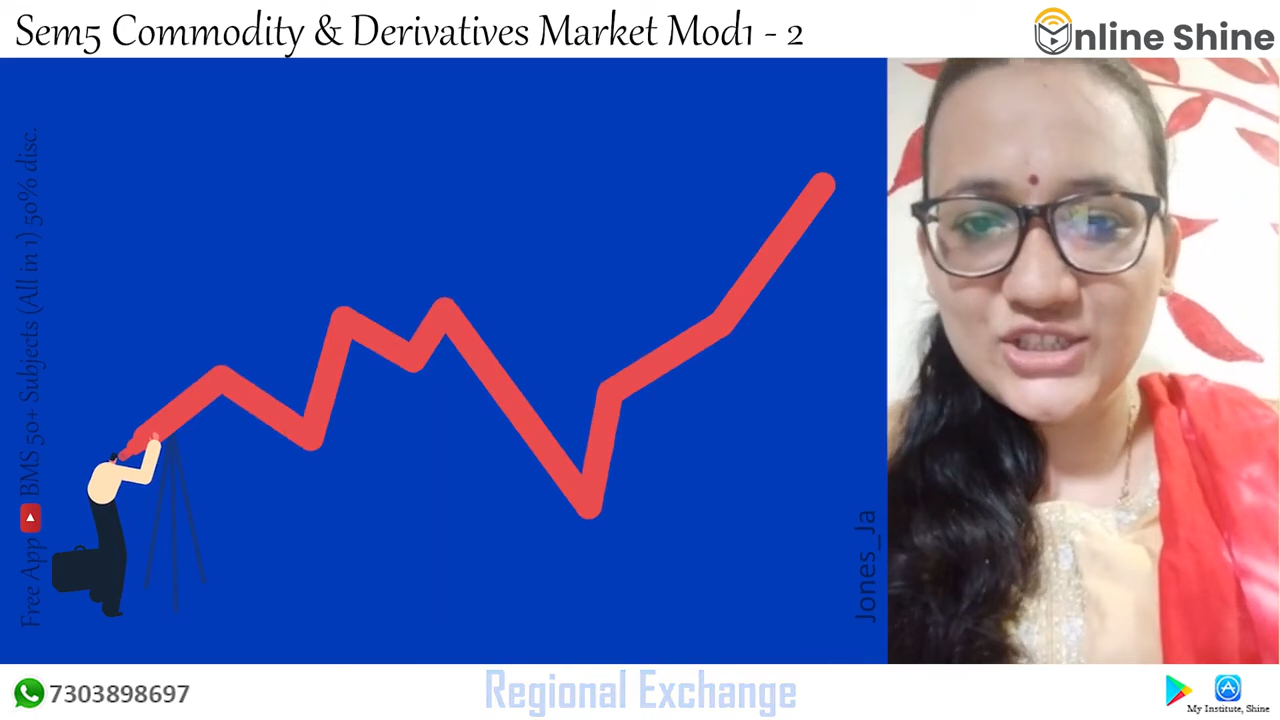 Sem5 Commodity & Derivatives Market Mod1 - 2
Online Shine
Free App BMS 50+ Subjects (All in 1) 50% disc.
Jones_Ja
7303898697
Regional Exchange
My Institute, Shine